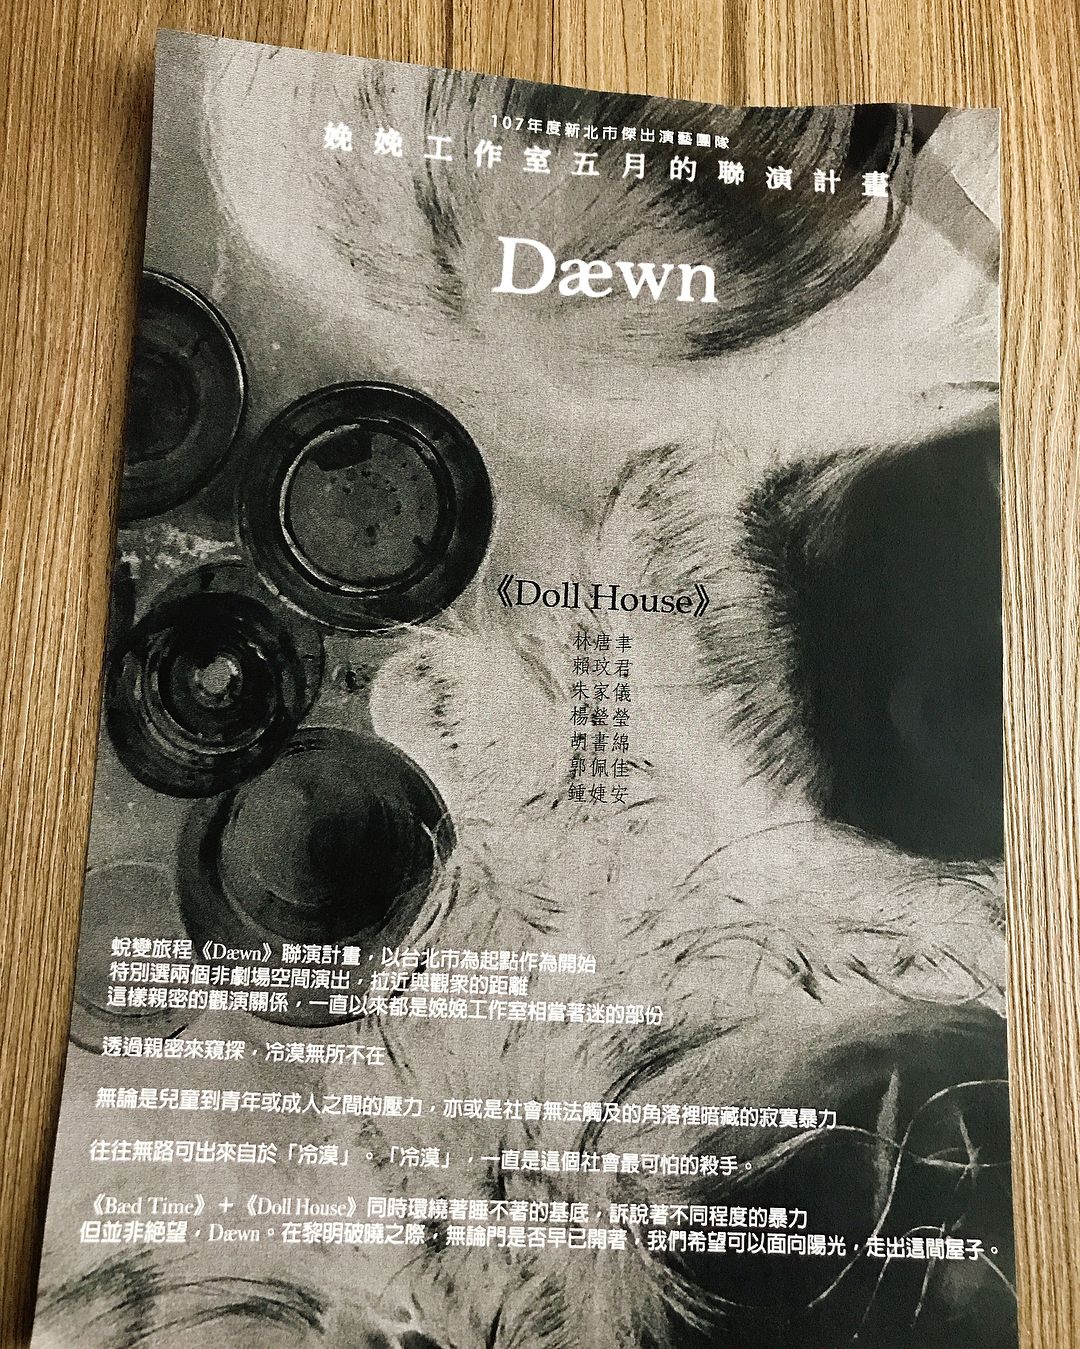 107年度新北市傑出演藝團隊
娩娩工作室五月的聯演計畫
Dæwn
《Doll House》
林唐聿
賴玟君
朱家儀
楊瑩瑩
胡書綿
郭佩佳
鍾婕安
蛻變旅程《Dæwn》聯演計畫，以台北市為起點作為開始
特別選兩個非劇場空間演出，拉近與觀眾的距離
這樣親密的觀演關係，一直以來都是娩娩工作室相當著迷的部份
透過親密來窺探，冷漠無所不在
無論是兒童到青年或成人之間的壓力，亦或是社會無法觸及的角落裡暗藏的寂寞暴力
往往無路可出來自於「冷漠」。「冷漠」，一直是這個社會最可怕的殺手。
《Bæd Time》＋《Doll House》同時環繞著睡不著的基底，訴說著不同程度的暴力
但並非絕望，Dæwn。在黎明破曉之際，無論門是否早已開著，我們希望可以面向陽光，走出這間屋子。